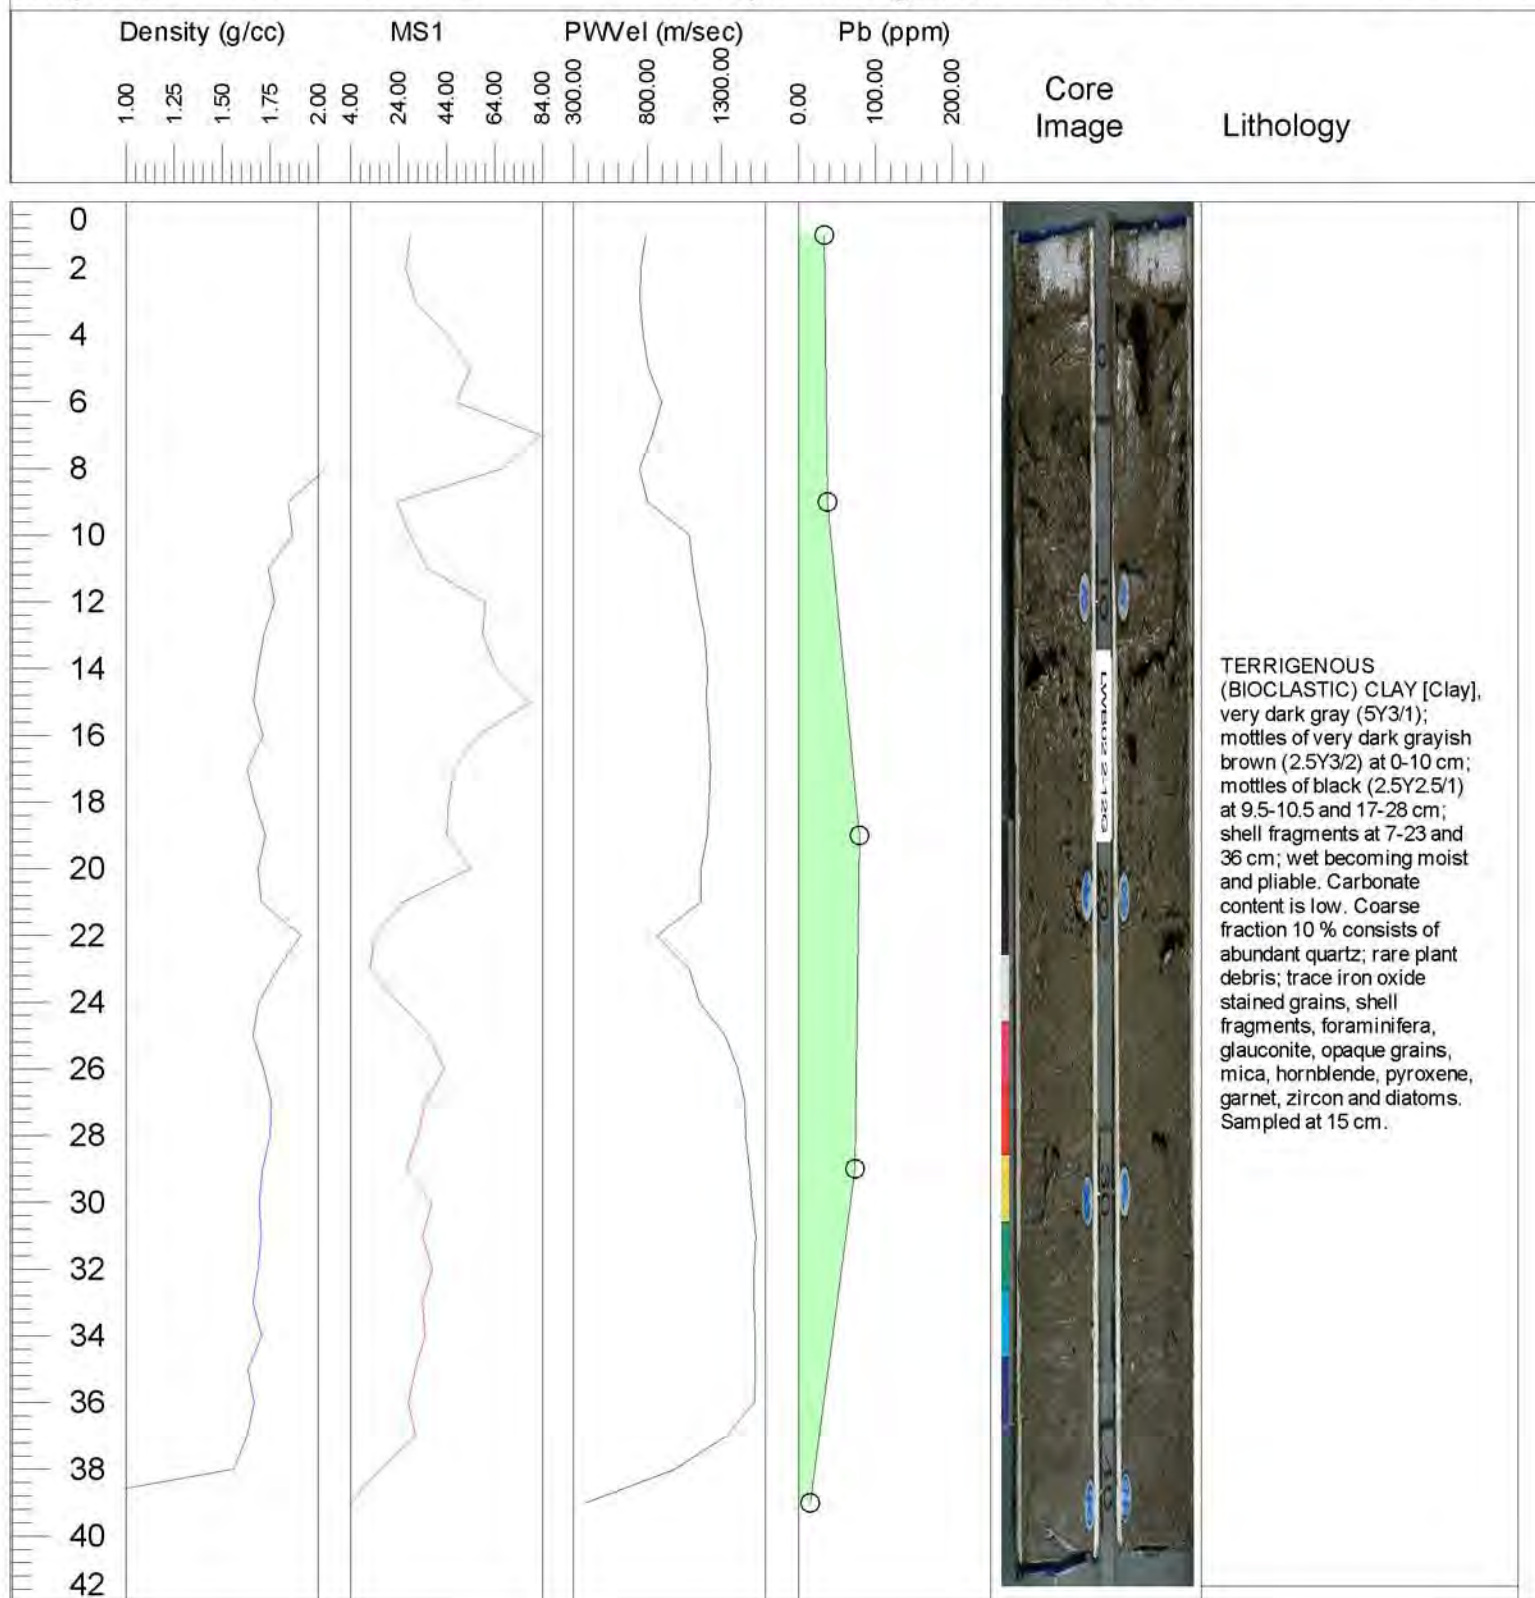 Density (g/cc) MS1 PWVel (m/sec) Pb (ppm)
1.00 1.25 1.50 1.75 2.00 4.00 24.00 44.00 64.00 84.00 300.00 800.00 1300.00 0.00 100.00 200.00
Core
Image
Lithology
0
2
4
6
8
10
12
14
16
18
20
22
24
26
28
30
32
34
36
38
40
42
TERRIGENOUS
(BIOCLASTIC) CLAY [Clay],
very dark gray (5Y3/1);
mottles of very dark grayish
brown (2.5Y3/2) at 0-10 cm;
mottles of black (2.5Y2.5/1)
at 9.5-10.5 and 17-28 cm;
shell fragments at 7-23 and
36 cm; wet becoming moist
and pliable. Carbonate
content is low. Coarse
fraction 10 % consists of
abundant quartz; rare plant
debris; trace iron oxide
stained grains, shell
fragments, foraminifera,
glauconite, opaque grains,
mica, hornblende, pyroxene,
garnet, zircon and diatoms.
Sampled at 15 cm.